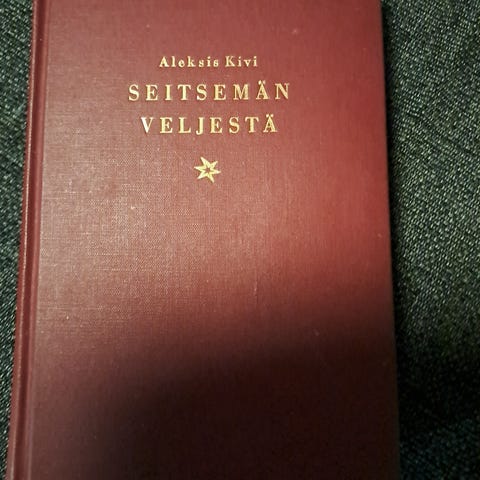 Aleksis Kivi
SEITSEMÄN
VELJESTÄ